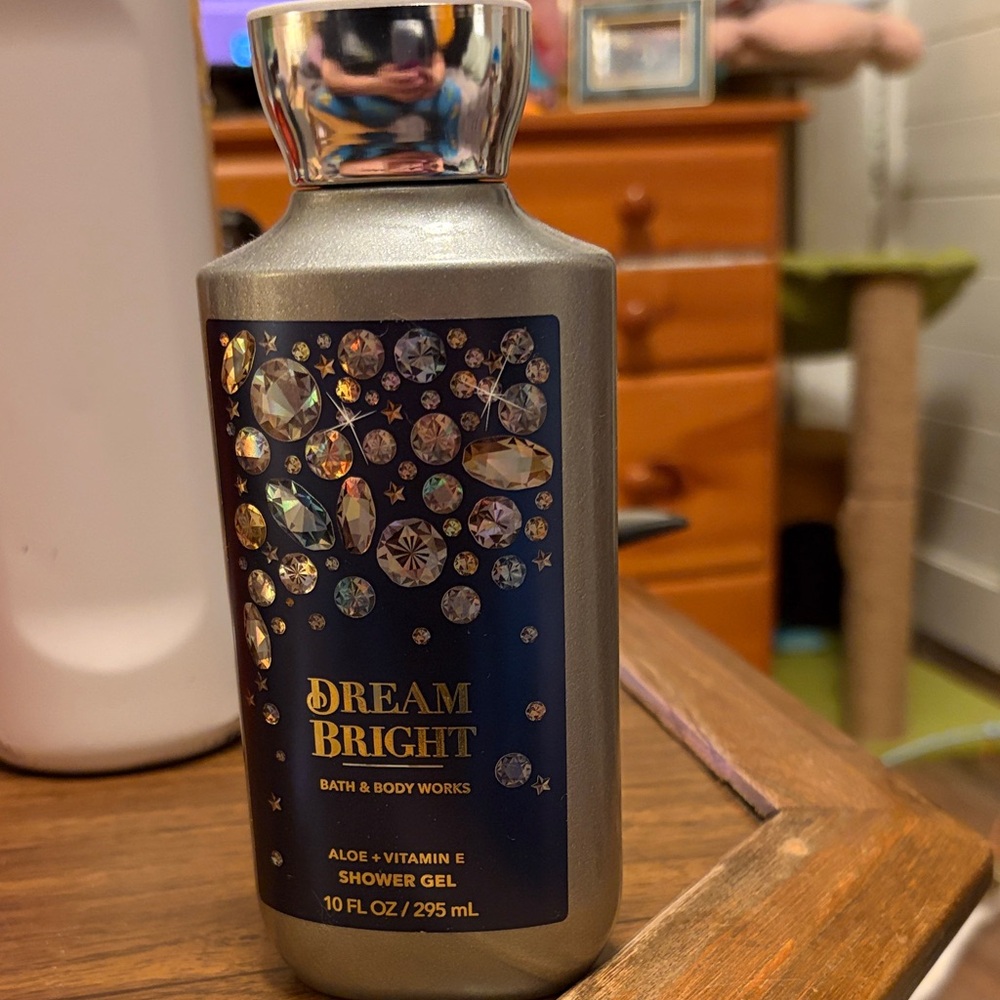 DREAM
BRIGHT
BATH & BODY WORKS
ALOE + VITAMIN E
SHOWER GEL
10 FL OZ / 295 mL